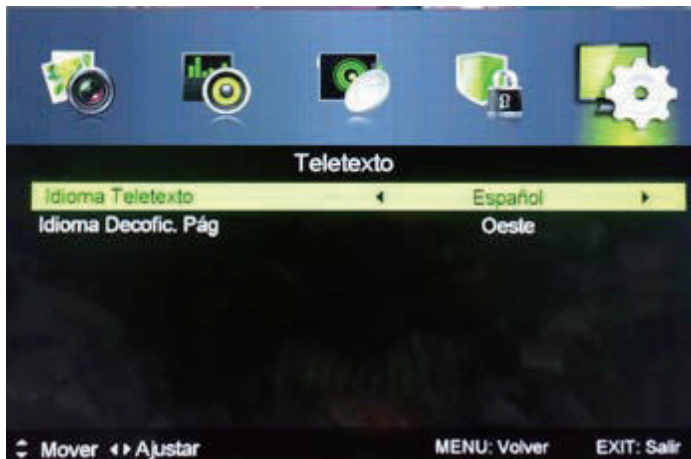 Teletexto
Idioma Teletexto Español
Idioma Decofic. Pág Oeste
Mover Ajustar MENU: Volver EXIT: Salir